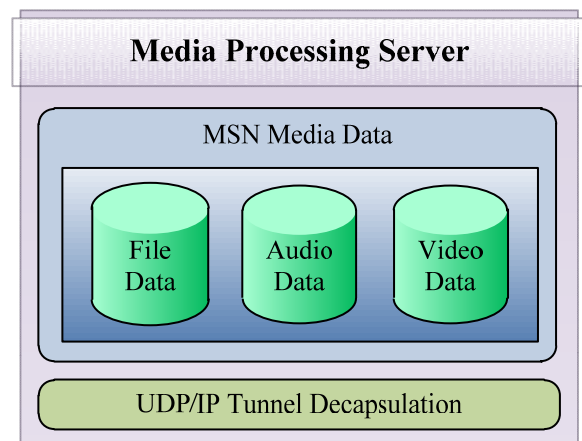 Media Processing Server
MSN Media Data
File
Data
Audio
Data
Video
Data
UDP/IP Tunnel Decapsulation